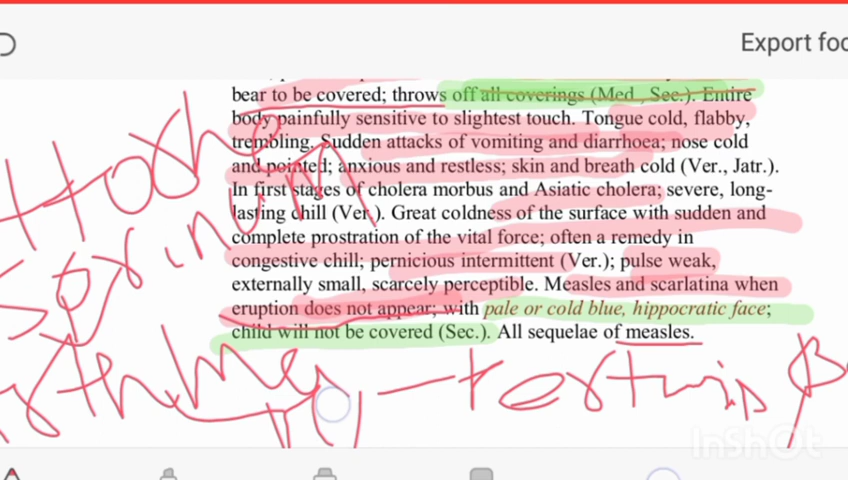 Export foc
bear to be covered; throws off all coverings (Med., Sec.). Entire
body painfully sensitive to slightest touch. Tongue cold, flabby,
trembling. Sudden attacks of vomiting and diarrhoea; nose cold
and pointed; anxious and restless; skin and breath cold (Ver., Jatr.).
In first stages of cholera morbus and Asiatic cholera; severe, long-
lasting chill (Ver.). Great coldness of the surface with sudden and
complete prostration of the vital force; often a remedy in
congestive chill; pernicious intermittent (Ver.); pulse weak,
externally small, scarcely perceptible. Measles and scarlatina when
eruption does not appear; with pale or cold blue, hippocratic face;
child will not be covered (Sec.). All sequelae of measles.
InShOt